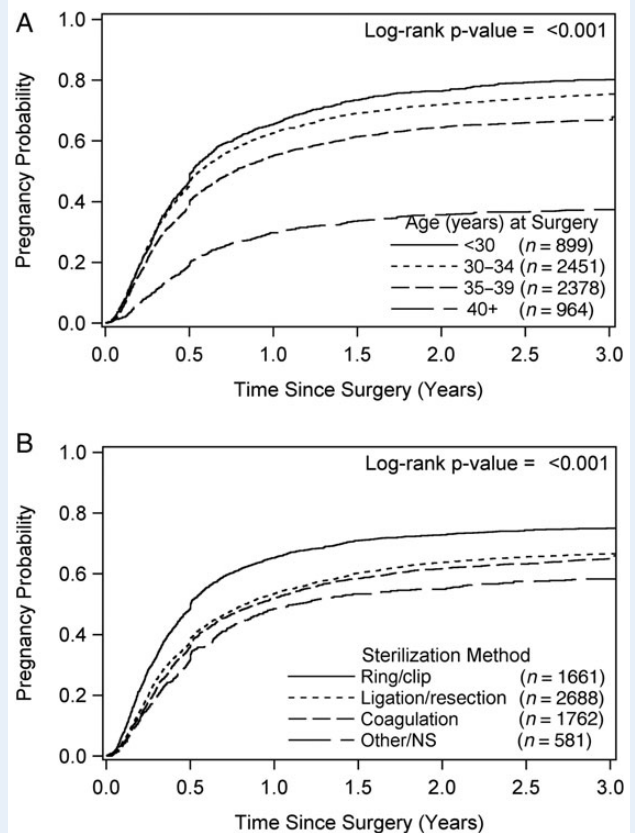 A
Log-rank p-value = <0.001
Pregnancy Probability
1.0
0.8
0.6
0.4
0.2
0.0
Age (years) at Surgery
<30 (n = 899)
30–34 (n = 2451)
35–39 (n = 2378)
40+ (n = 964)
0.0 0.5 1.0 1.5 2.0 2.5 3.0
Time Since Surgery (Years)
B
Log-rank p-value = <0.001
Pregnancy Probability
1.0
0.8
0.6
0.4
0.2
0.0
Sterilization Method
Ring/clip (n = 1661)
Ligation/resection (n = 2688)
Coagulation (n = 1762)
Other/NS (n = 581)
0.0 0.5 1.0 1.5 2.0 2.5 3.0
Time Since Surgery (Years)